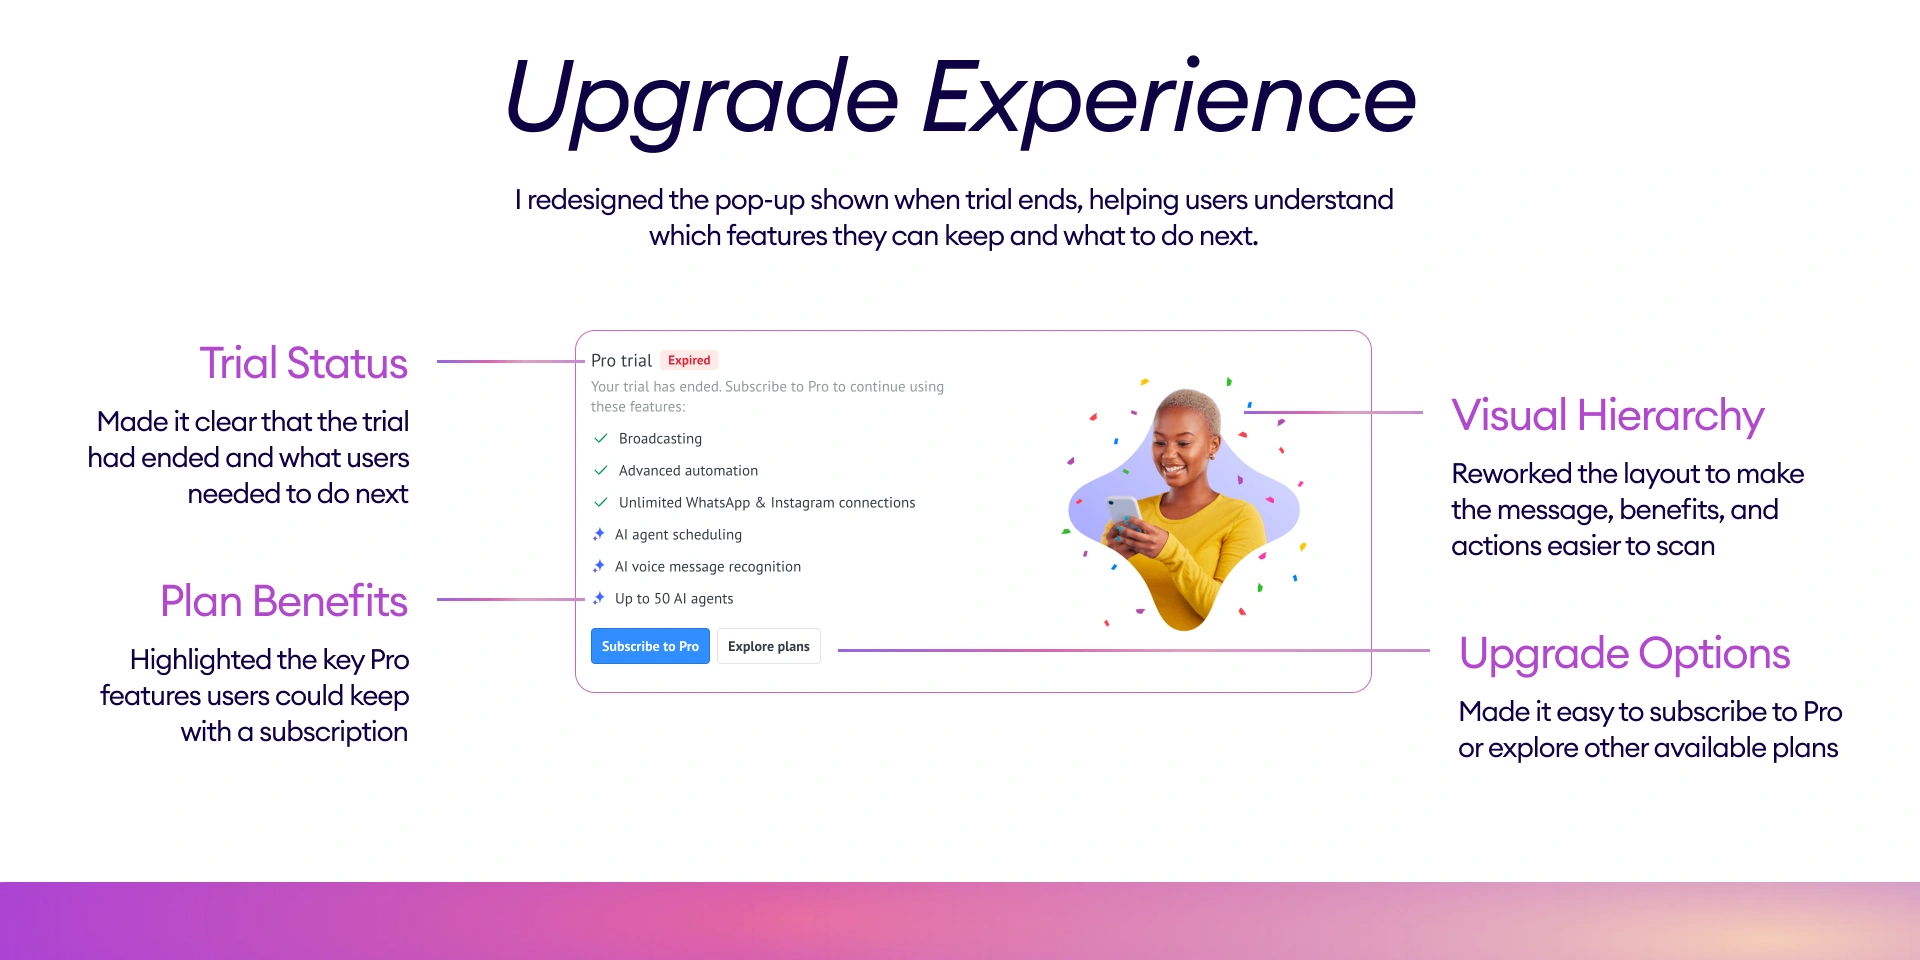 Upgrade Experience
I redesigned the pop-up shown when trial ends, helping users understand
which features they can keep and what to do next.
Trial Status
Made it clear that the trial
had ended and what users
needed to do next
Plan Benefits
Highlighted the key Pro
features users could keep
with a subscription
Pro trial Expired
Your trial has ended. Subscribe to Pro to continue using
these features:
Broadcasting
Advanced automation
Unlimited WhatsApp & Instagram connections
AI agent scheduling
AI voice message recognition
Up to 50 AI agents
Subscribe to Pro Explore plans
Visual Hierarchy
Reworked the layout to make
the message, benefits, and
actions easier to scan
Upgrade Options
Made it easy to subscribe to Pro
or explore other available plans